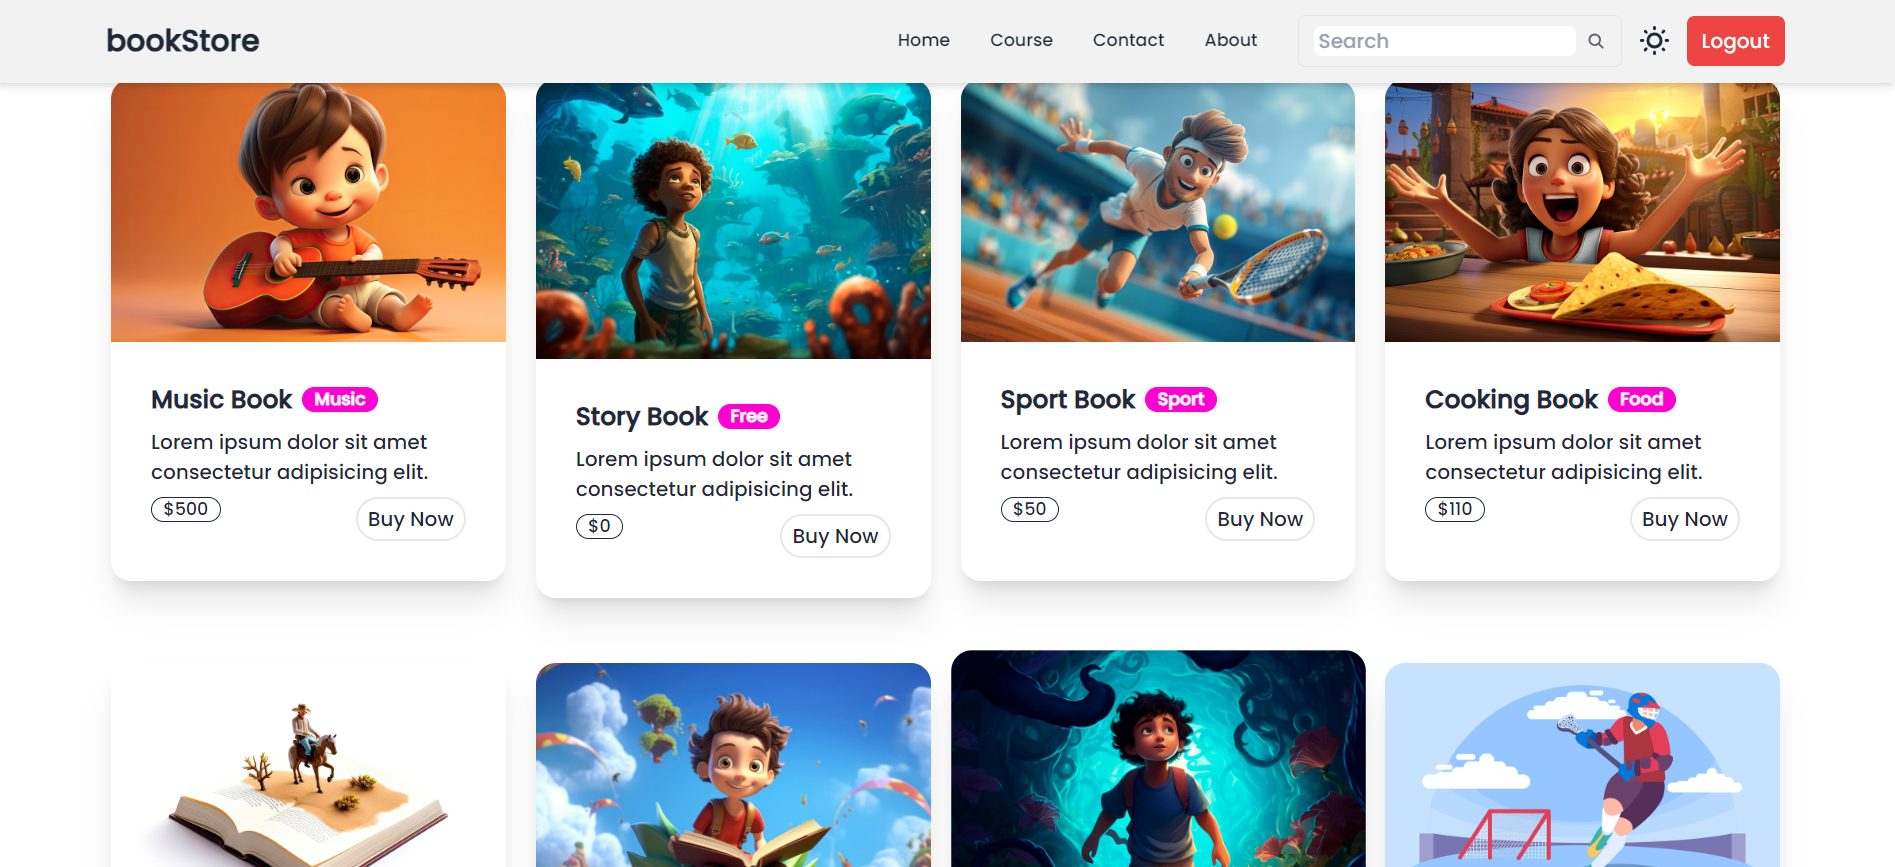 bookStore
Home
Course
Contact
About
Search
Logout
Music Book Music
Lorem ipsum dolor sit amet
consectetur adipisicing elit.
$500
Buy Now
Story Book Free
Lorem ipsum dolor sit amet
consectetur adipisicing elit.
$0
Buy Now
Sport Book Sport
Lorem ipsum dolor sit amet
consectetur adipisicing elit.
$50
Buy Now
Cooking Book Food
Lorem ipsum dolor sit amet
consectetur adipisicing elit.
$110
Buy Now